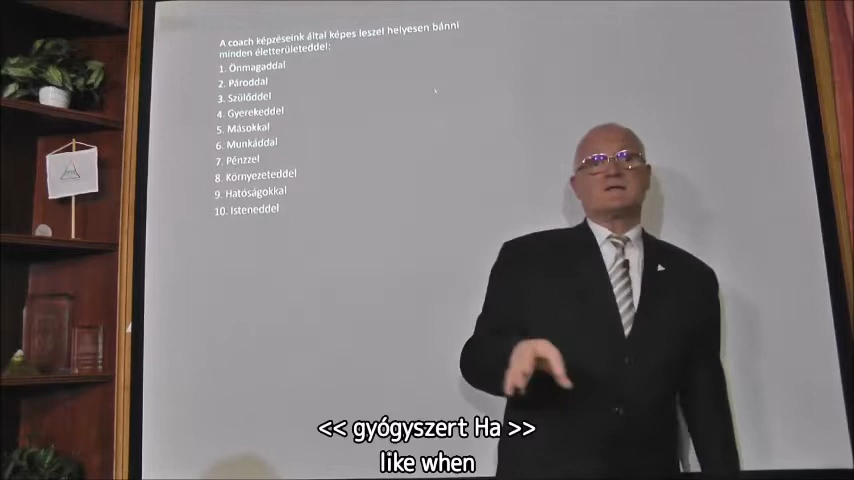 A coach képzéseink által képes leszel helyesen bánni
minden életterületeddel:
1. Önmagaddal
2. Pároddal
3. Szülőddel
4. Gyerekeddel
5. Másokkal
6. Munkáddal
7. Pénzzel
8. Környezeteddel
9. Hatóságokkal
10. Isteneddel
<< gyógyszert Ha >>
like when